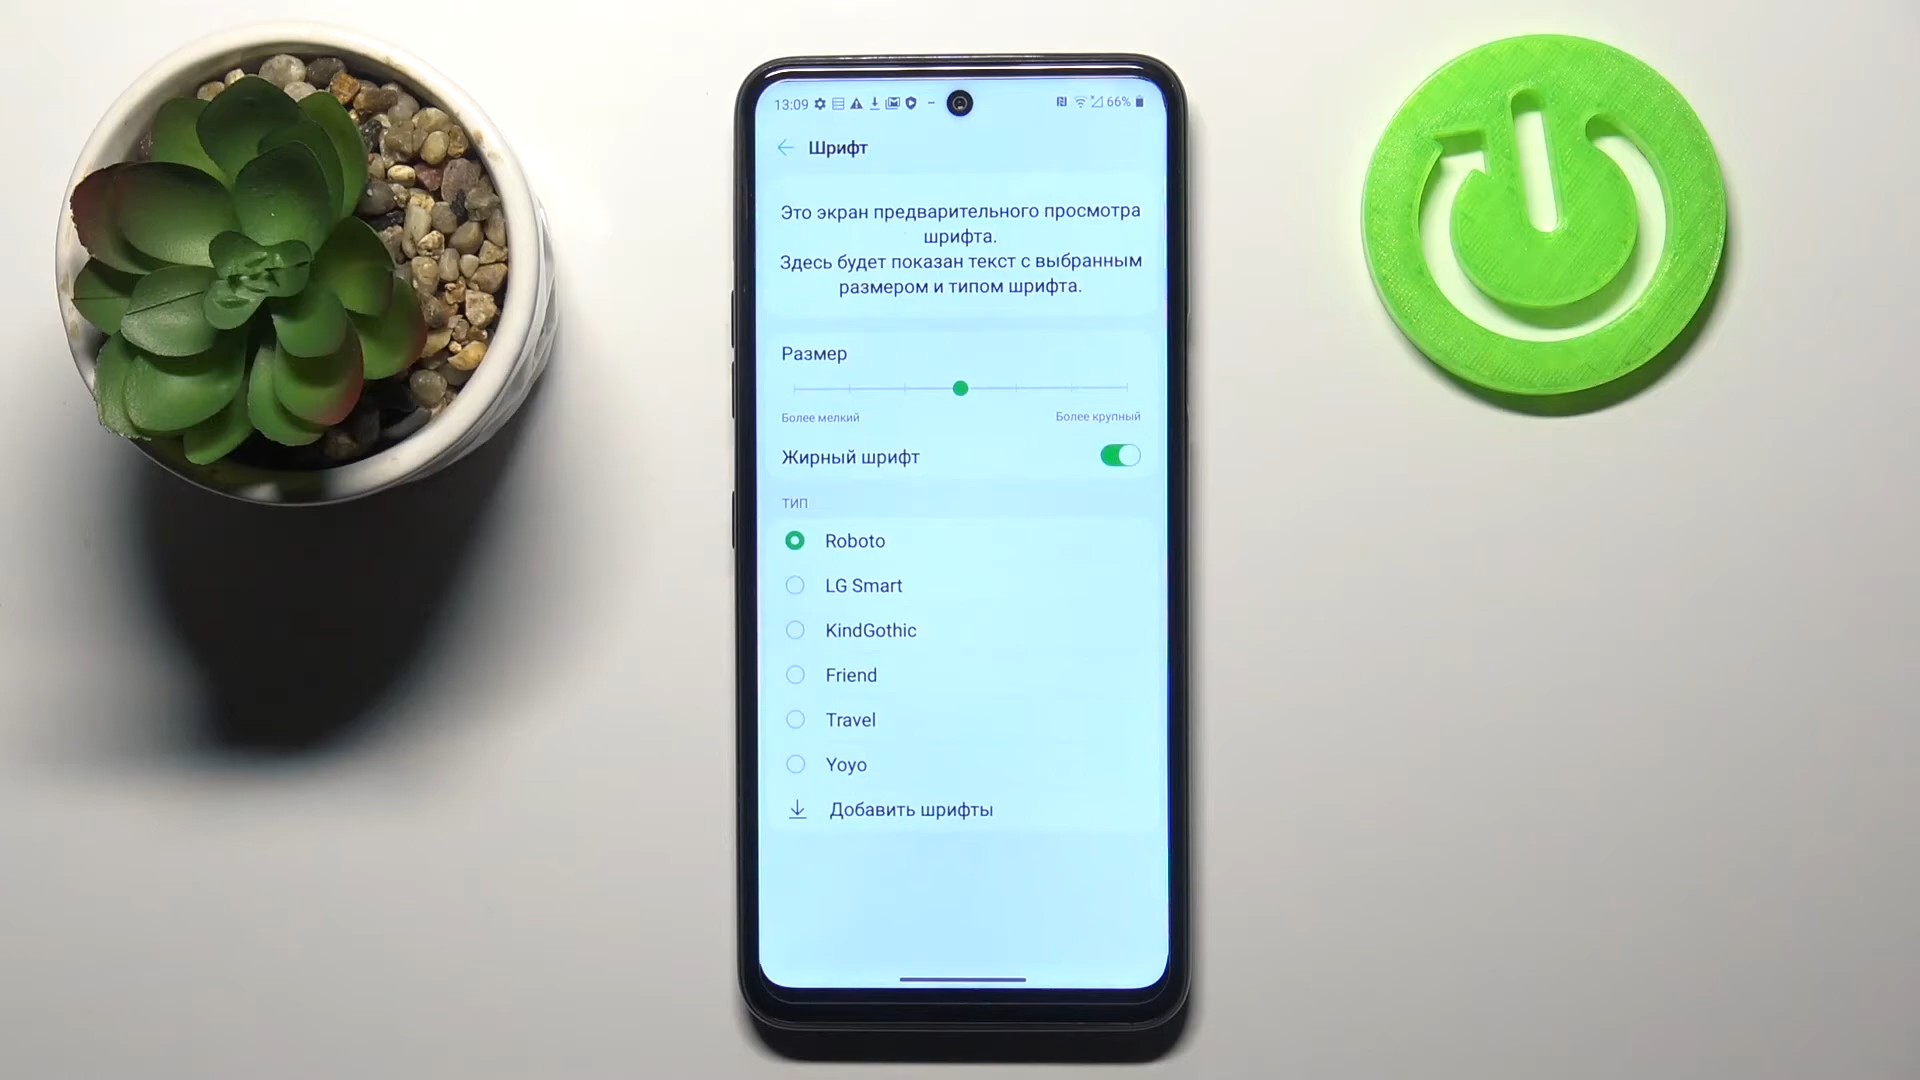 13:09
66%
Шрифт
Это экран предварительного просмотра
шрифта.
Здесь будет показан текст с выбранным
размером и типом шрифта.
Размер
Более мелкий
Более крупный
Жирный шрифт
ТИП
Roboto
LG Smart
KindGothic
Friend
Travel
Yoyo
Добавить шрифты